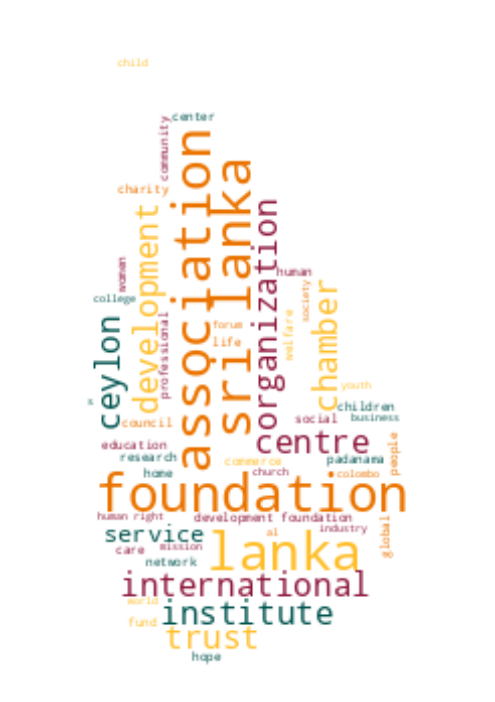 child
center
community
association
sri lanka
charity
development
organization
women
human
college
society
chamber
ceylon
professional
forum
life
welfare
youth
children
business
council
social
centre
education
research
home
commerce
church
padanama
colombo
people
foundation
human right
development foundation
industry
global
service
al
lanka
care
mission
network
international
world
institute
fund
trust
hope